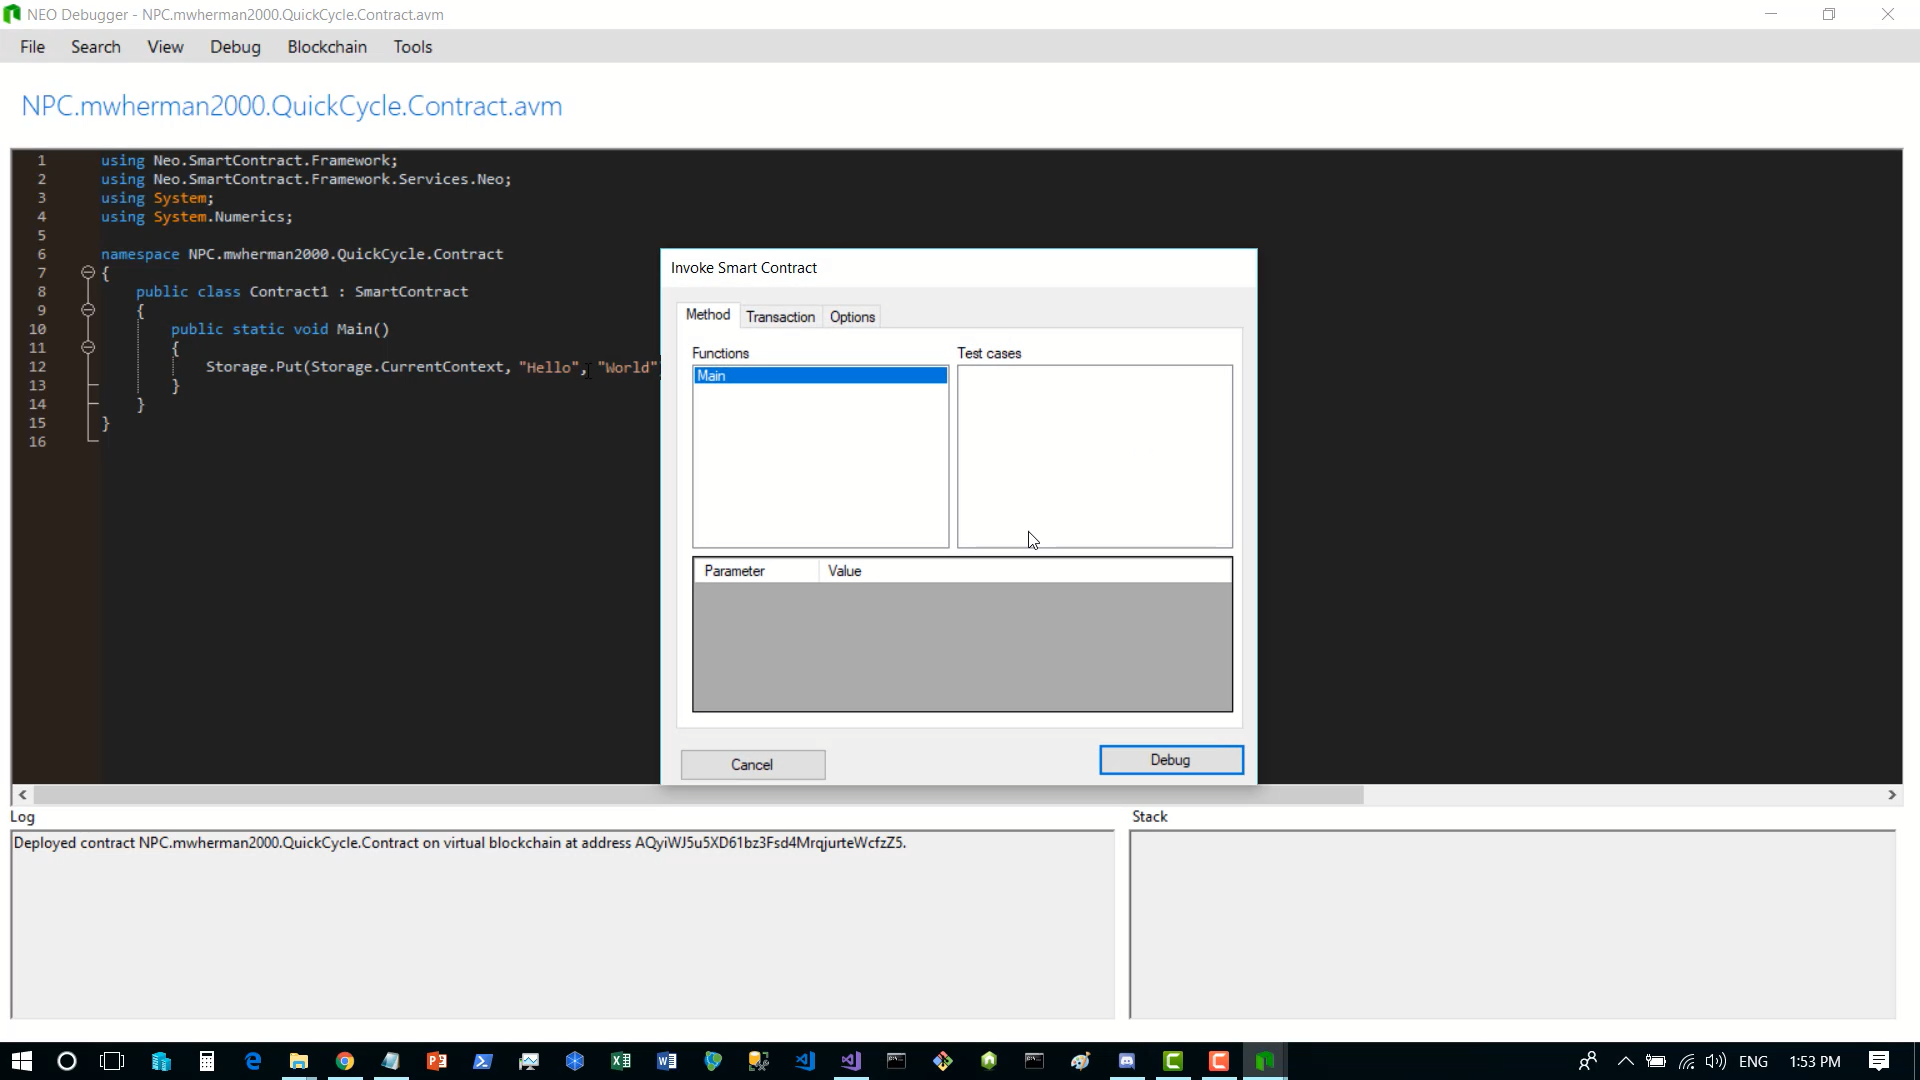 NEO Debugger - NPC.mwherman2000.QuickCycle.Contract.avm
File Search View Debug Blockchain Tools
NPC.mwherman2000.QuickCycle.Contract.avm
1 using Neo.SmartContract.Framework;
2 using Neo.SmartContract.Framework.Services.Neo;
3 using System;
4 using System.Numerics;
5
6 namespace NPC.mwherman2000.QuickCycle.Contract
7 {
8 public class Contract1 : SmartContract
9 {
10 public static void Main()
11 {
12 Storage.Put(Storage.CurrentContext, "Hello", "World"
13 }
14 }
15 }
16
Invoke Smart Contract
Method Transaction Options
Functions Test cases
Main
Parameter Value
Cancel Debug
Log
Deployed contract NPC.mwherman2000.QuickCycle.Contract on virtual blockchain at address AQyiWJ5u5XD61bz3Fsd4MrqjurteWcfzZ5.
Stack
ENG 1:53 PM